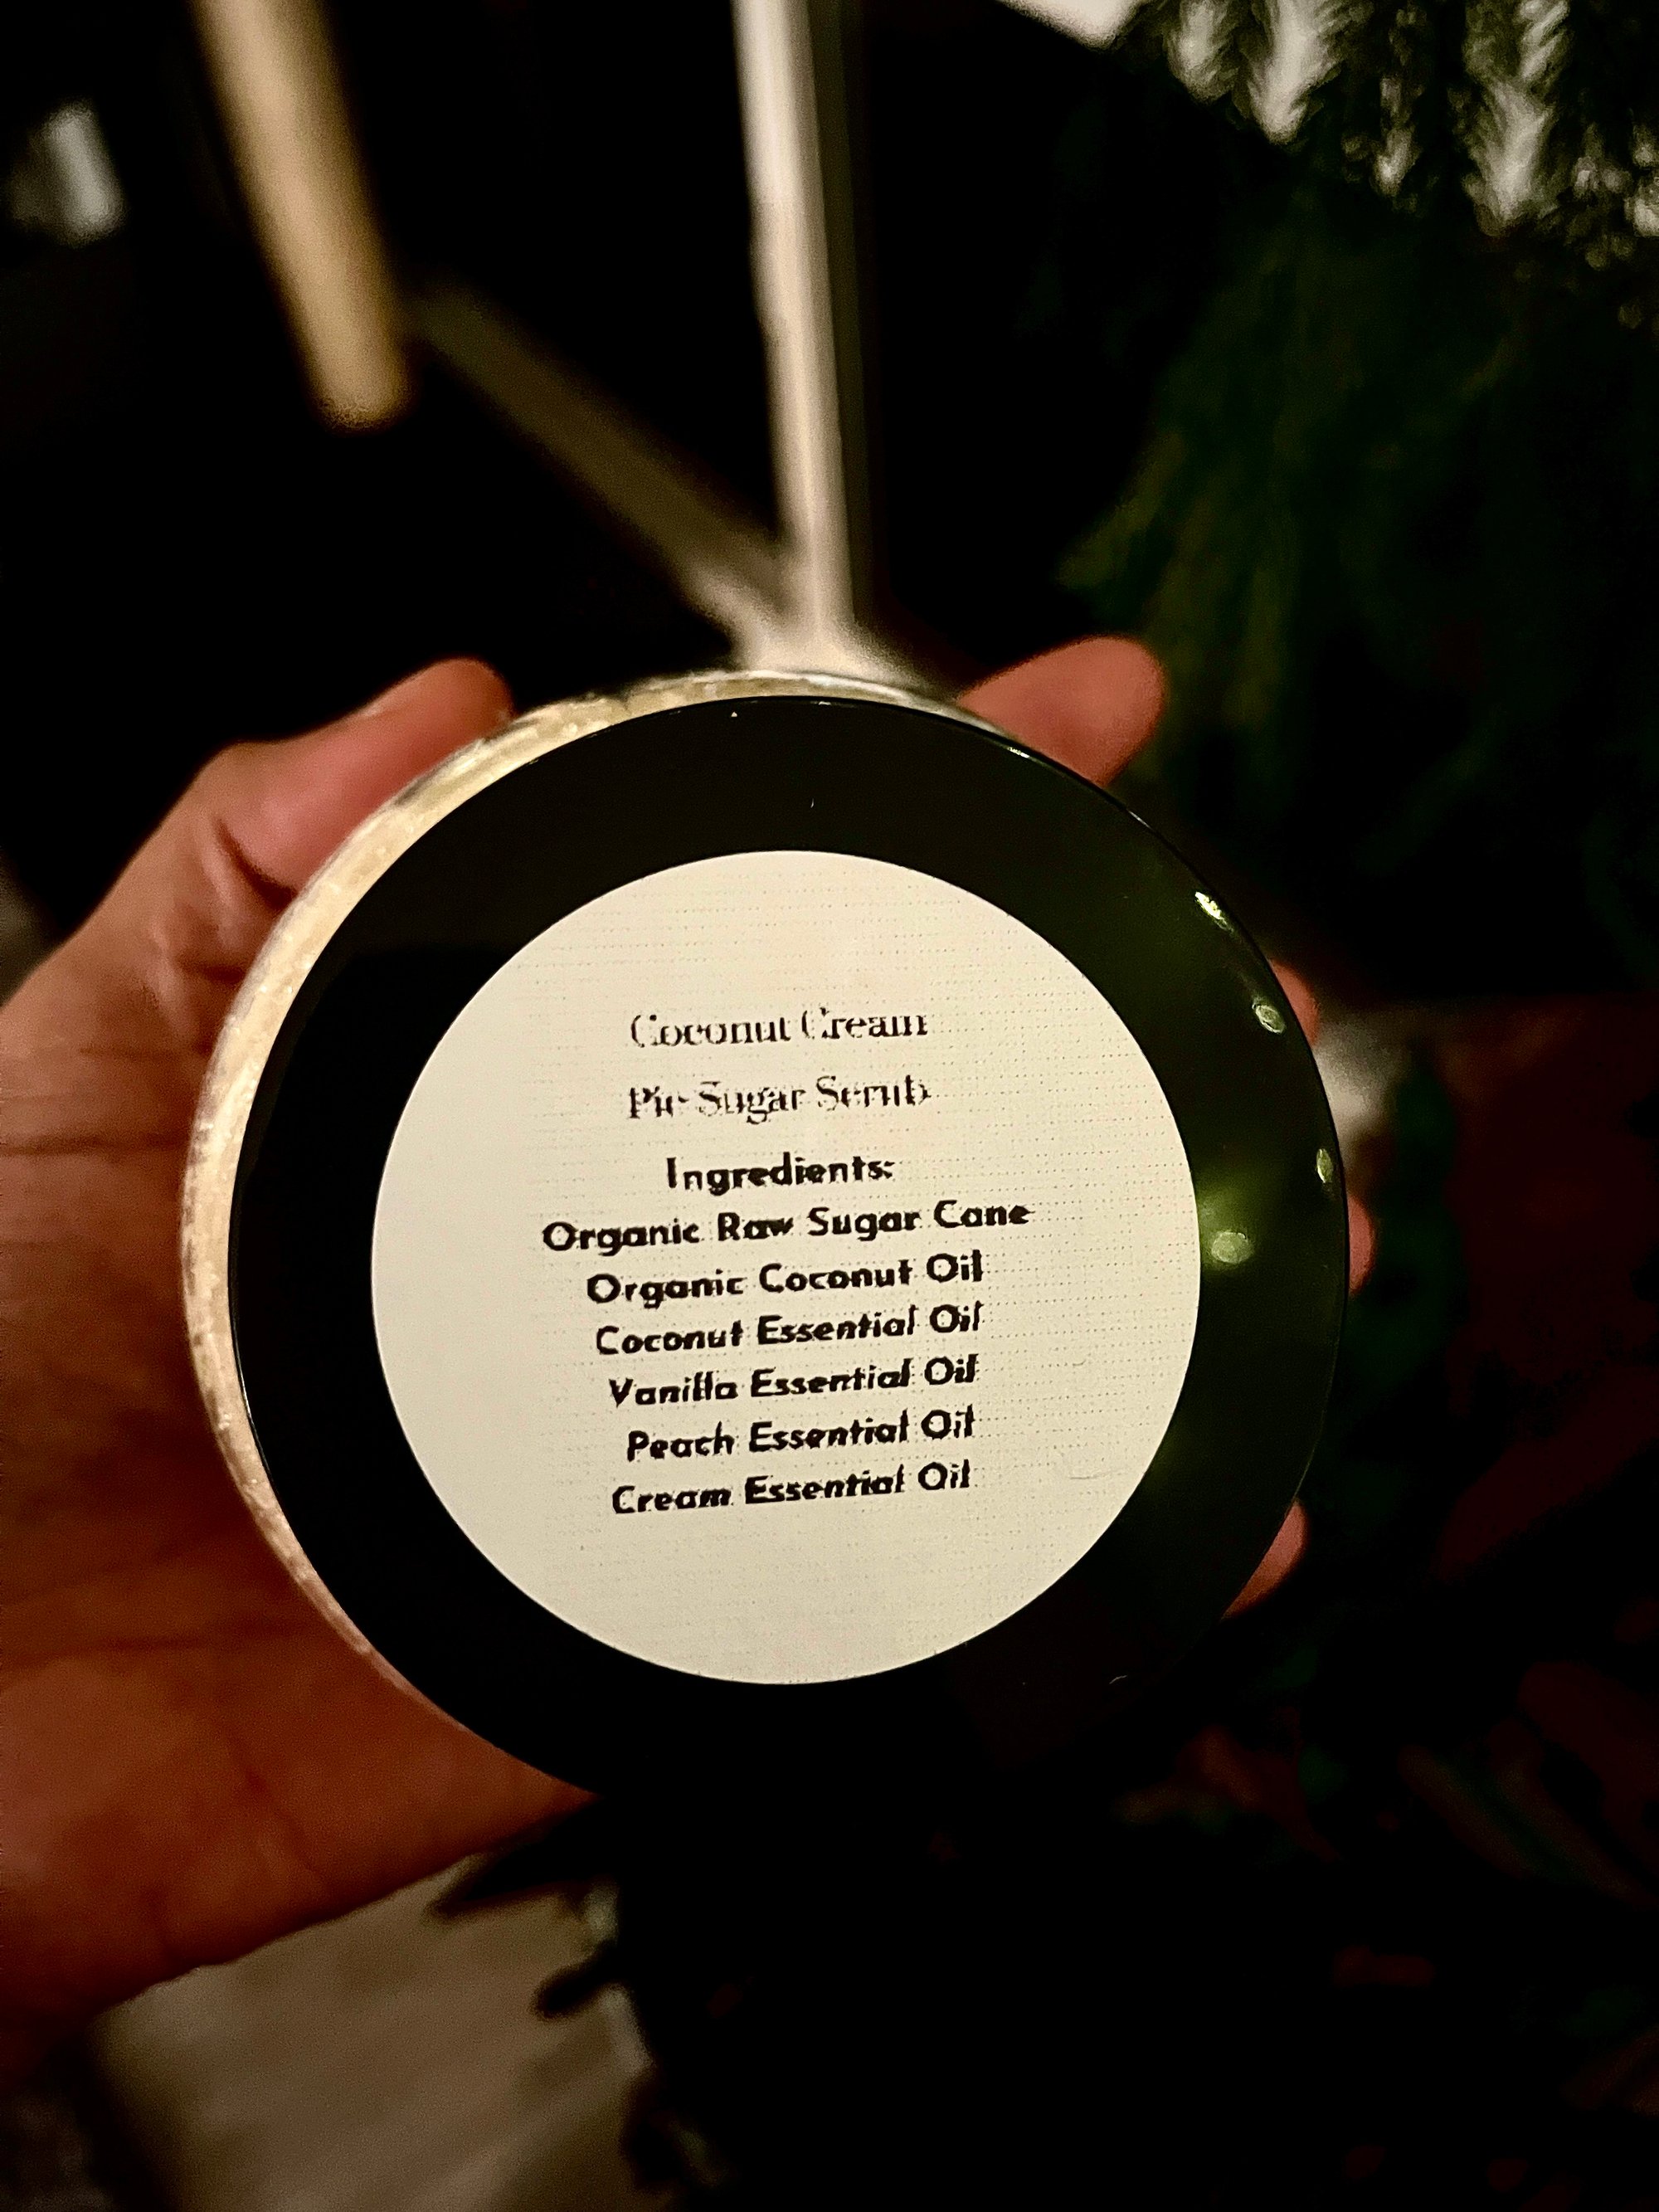 Coconut Cream
Pie Sugar Scrub
Ingredients:
Organic Raw Sugar Cane
Organic Coconut Oil
Coconut Essential Oil
Vanilla Essential Oil
Peach Essential Oil
Cream Essential Oil